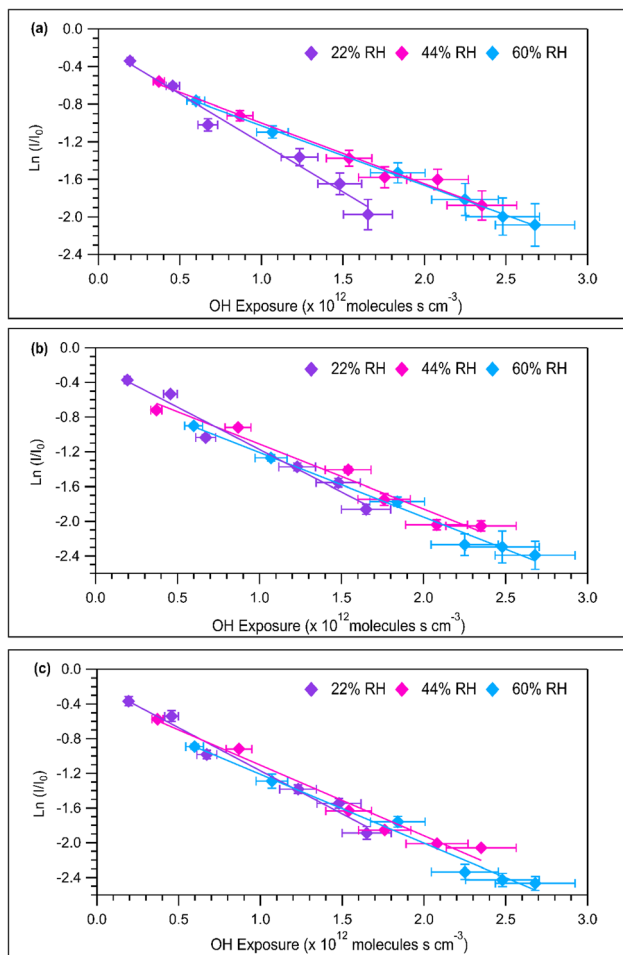 (a)
22% RH 44% RH 60% RH
0.0
-0.4
-0.8
-1.2
-1.6
-2.0
-2.4
Ln (I/I₀)
0.0 0.5 1.0 1.5 2.0 2.5 3.0
OH Exposure (x 10¹² molecules s cm⁻³)
(b)
22% RH 44% RH 60% RH
0.0
-0.4
-0.8
-1.2
-1.6
-2.0
-2.4
Ln (I/I₀)
0.0 0.5 1.0 1.5 2.0 2.5 3.0
OH Exposure (x 10¹² molecules s cm⁻³)
(c)
22% RH 44% RH 60% RH
0.0
-0.4
-0.8
-1.2
-1.6
-2.0
-2.4
Ln (I/I₀)
0.0 0.5 1.0 1.5 2.0 2.5 3.0
OH Exposure (x 10¹² molecules s cm⁻³)